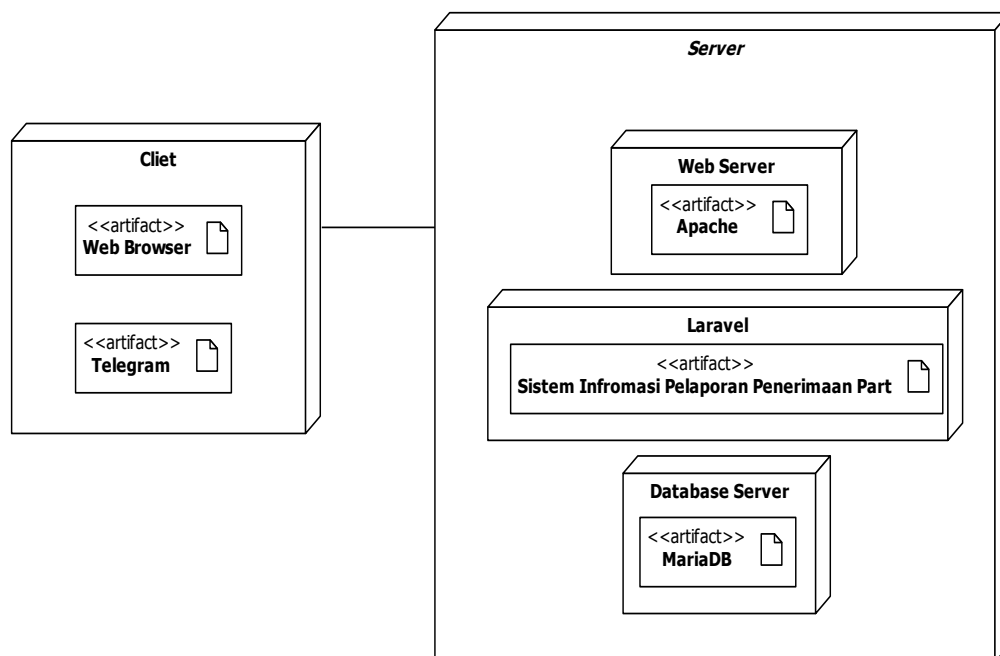 Server
Cliet
<<artifact>>
Web Browser
<<artifact>>
Telegram
Web Server
<<artifact>>
Apache
Laravel
<<artifact>>
Sistem Infromasi Pelaporan Penerimaan Part
Database Server
<<artifact>>
MariaDB